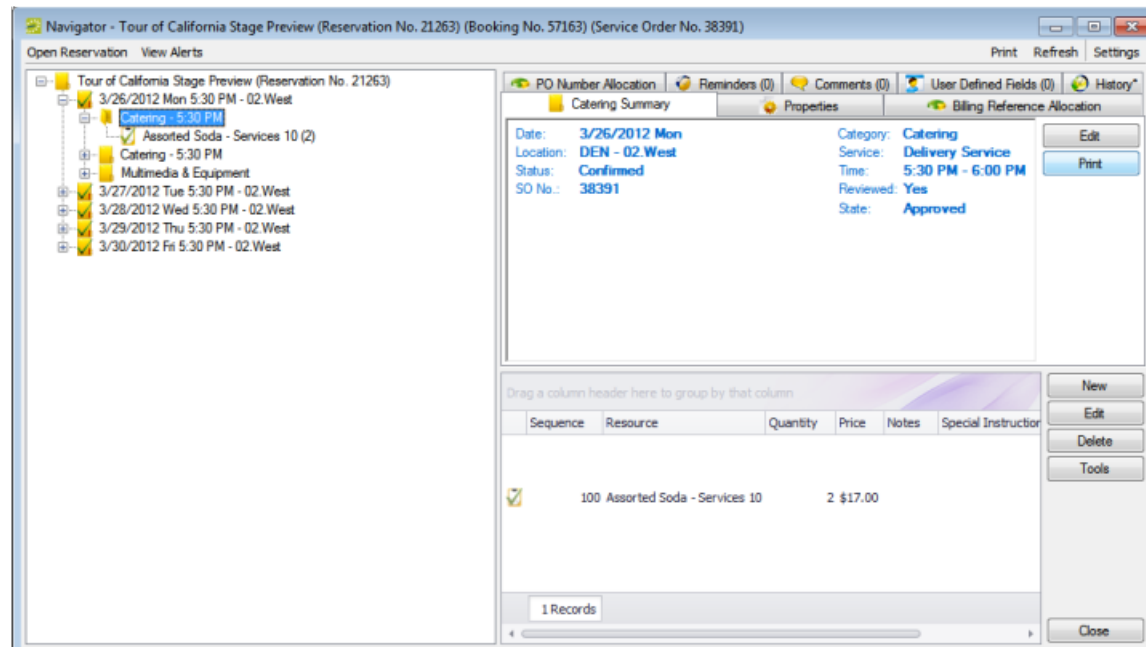 Navigator - Tour of California Stage Preview (Reservation No. 21263) (Booking No. 57163) (Service Order No. 38391)
Open Reservation View Alerts Print Refresh Settings
Tour of California Stage Preview (Reservation No. 21263)
3/26/2012 Mon 5:30 PM - 02.West
Catering - 5:30 PM
Assorted Soda - Services 10 (2)
Catering - 5:30 PM
Multimedia & Equipment
3/27/2012 Tue 5:30 PM - 02.West
3/28/2012 Wed 5:30 PM - 02.West
3/29/2012 Thu 5:30 PM - 02.West
3/30/2012 Fri 5:30 PM - 02.West
PO Number Allocation Reminders (0) Comments (0) User Defined Fields (0) History*
Catering Summary Properties Billing Reference Allocation
Date: 3/26/2012 Mon Category: Catering
Location: DEN - 02.West Service: Delivery Service
Status: Confirmed Time: 5:30 PM - 6:00 PM
SO No.: 38391 Reviewed: Yes
State: Approved
Edit
Print
Drag a column header here to group by that column
Sequence Resource Quantity Price Notes Special Instruction
100 Assorted Soda - Services 10 2 $17.00
1 Records
New
Edit
Delete
Tools
Close